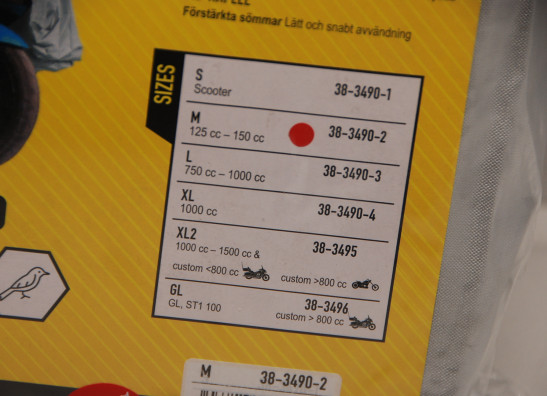 Förstärkta sömmar Lätt och snabt avvändning
SIZES
S 38-3490-1
Scooter
M 38-3490-2
125 cc – 150 cc
L 38-3490-3
750 cc – 1000 cc
XL 38-3490-4
1000 cc
XL2 38-3495
1000 cc – 1500 cc &
custom <800 cc custom >800 cc
GL 38-3496
GL, ST1 100 custom > 800 cc
M 38-3490-2